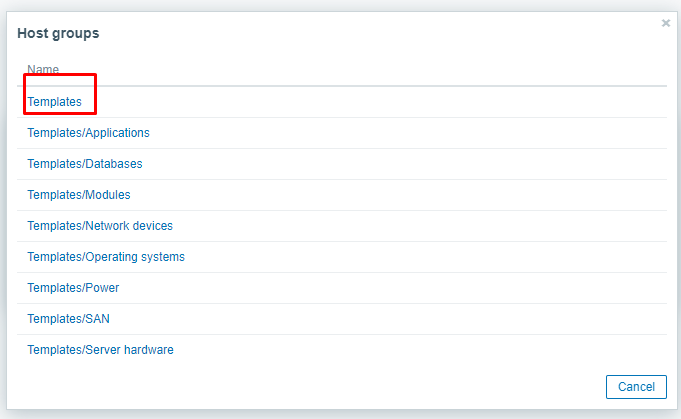 Host groups
×
Name
Templates
Templates/Applications
Templates/Databases
Templates/Modules
Templates/Network devices
Templates/Operating systems
Templates/Power
Templates/SAN
Templates/Server hardware
Cancel